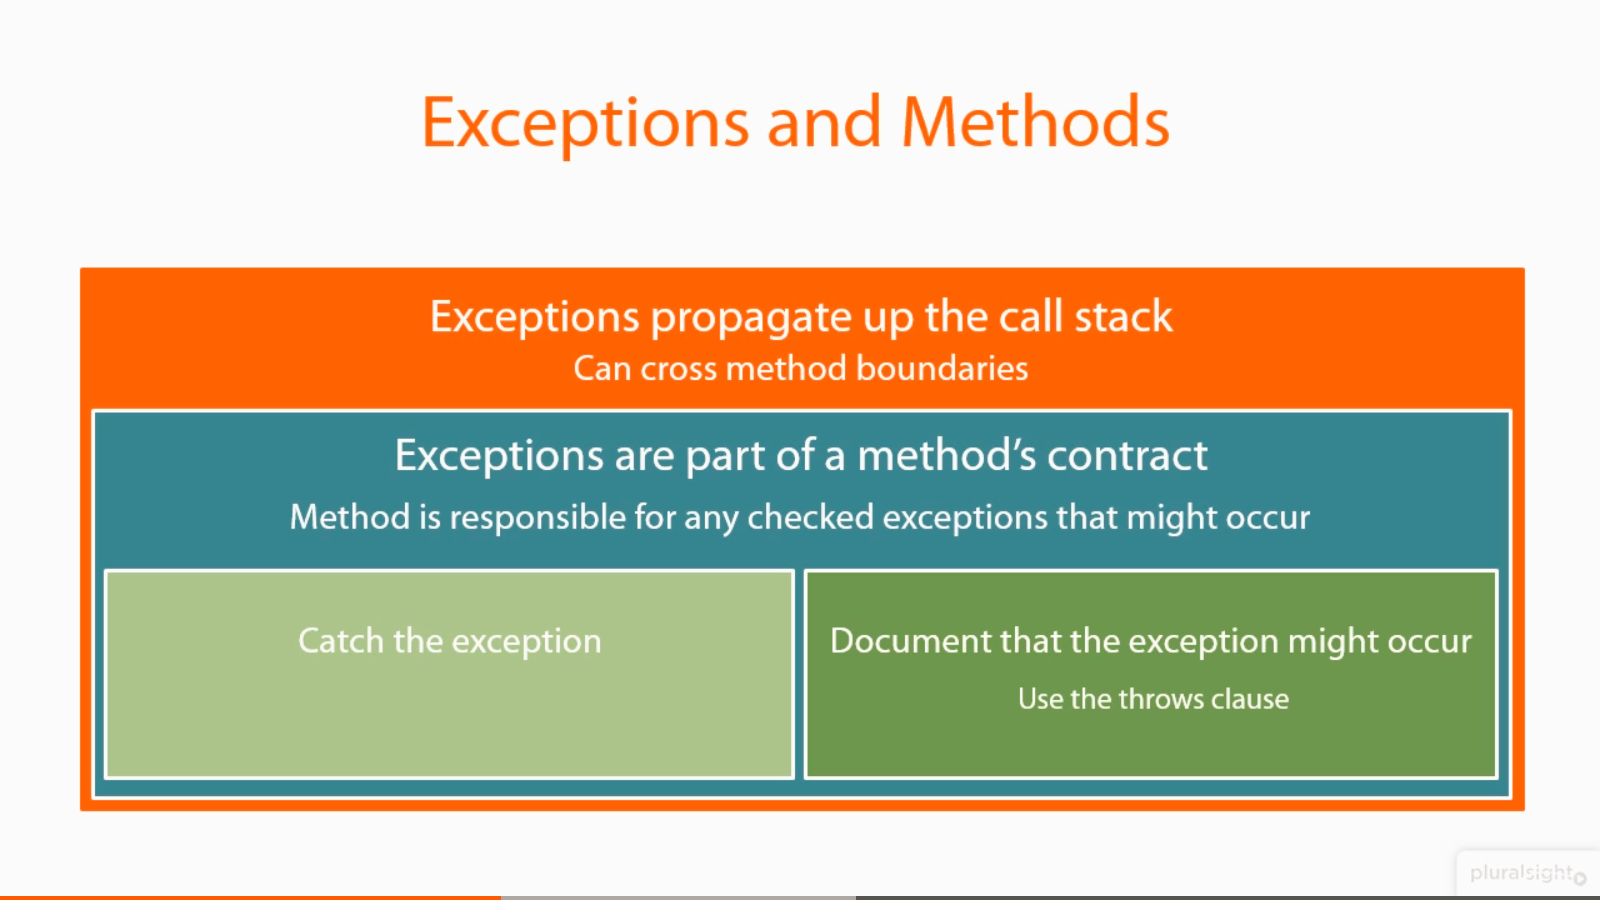 Exceptions and Methods
Exceptions propagate up the call stack
Can cross method boundaries
Exceptions are part of a method's contract
Method is responsible for any checked exceptions that might occur
Catch the exception
Document that the exception might occur
Use the throws clause
pluralsight